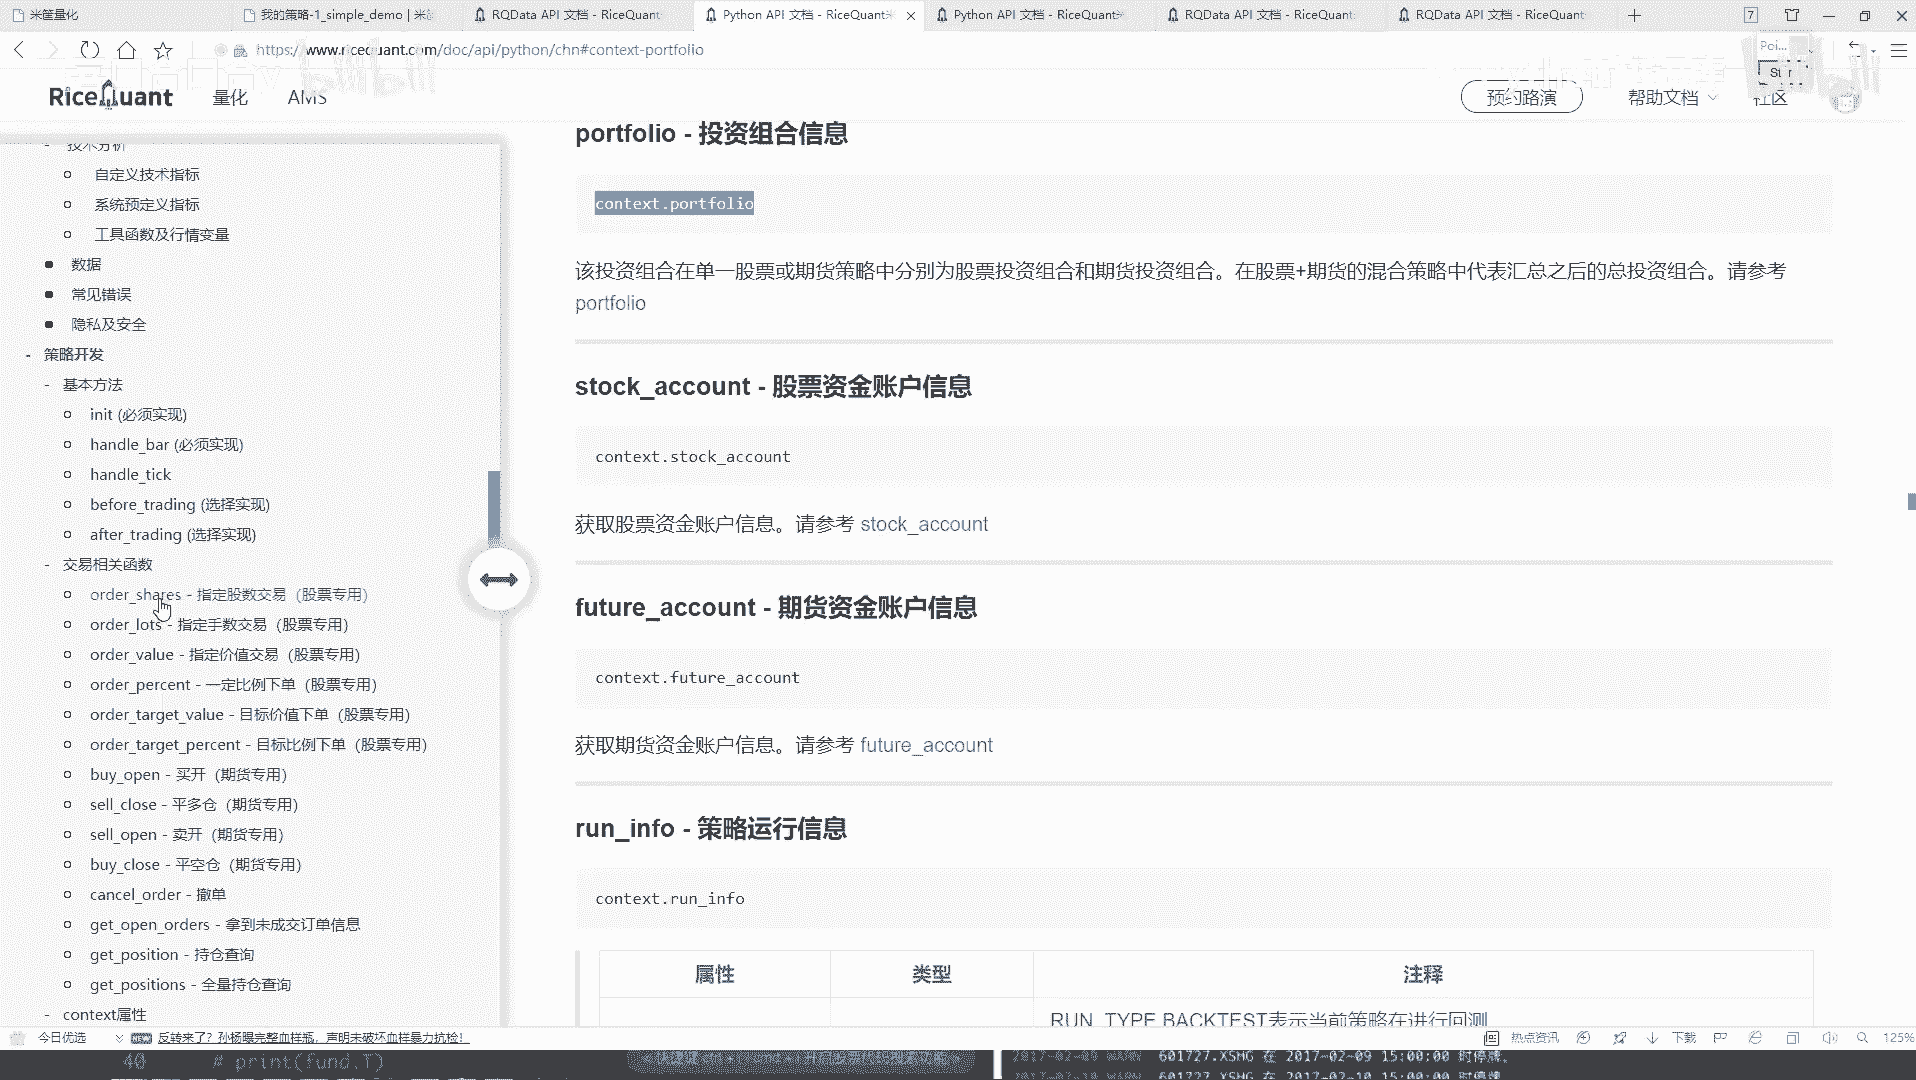 米筐量化
我的策略-1_simple_demo | 米筐
RQData API 文档 - RiceQuant
Python API 文档 - RiceQuant米
Python API 文档 - RiceQuant米
RQData API 文档 - RiceQuant
RQData API 文档 - RiceQuant
7
https://www.ricequant.com/doc/api/python/chn#context-portfolio
RiceQuant
量化
AMS
预约路演
帮助文档
社区
技术分析
自定义技术指标
系统预定义指标
工具函数及行情变量
数据
常见错误
隐私及安全
- 策略开发
- 基本方法
init (必须实现)
handle_bar (必须实现)
handle_tick
before_trading (选择实现)
after_trading (选择实现)
- 交易相关函数
order_shares - 指定股数交易（股票专用）
order_lots - 指定手数交易（股票专用）
order_value - 指定价值交易（股票专用）
order_percent - 一定比例下单（股票专用）
order_target_value - 目标价值下单（股票专用）
order_target_percent - 目标比例下单（股票专用）
buy_open - 买开（期货专用）
sell_close - 平多仓（期货专用）
sell_open - 卖开（期货专用）
buy_close - 平空仓（期货专用）
cancel_order - 撤单
get_open_orders - 拿到未成交订单信息
get_position - 持仓查询
get_positions - 全量持仓查询
- context属性
portfolio - 投资组合信息
context.portfolio
该投资组合在单一股票或期货策略中分别为股票投资组合和期货投资组合。在股票+期货的混合策略中代表汇总之后的总投资组合。请参考
portfolio
stock_account - 股票资金账户信息
context.stock_account
获取股票资金账户信息。请参考 stock_account
future_account - 期货资金账户信息
context.future_account
获取期货资金账户信息。请参考 future_account
run_info - 策略运行信息
context.run_info
属性 类型 注释
RUN_TYPE.BACKTEST表示当前策略在进行回测
今日优选
反转来了？孙杨曝完整血样瓶，声明未破坏血样暴力抗检！
热点资讯
下载
125%
40 # print(fund.T)
2017-02-09 WARN 601727.XSHG 在 2017-02-09 15:00:00 时停牌。
2017-02-10 WARN 601727.XSHG 在 2017-02-10 15:00:00 时停牌。